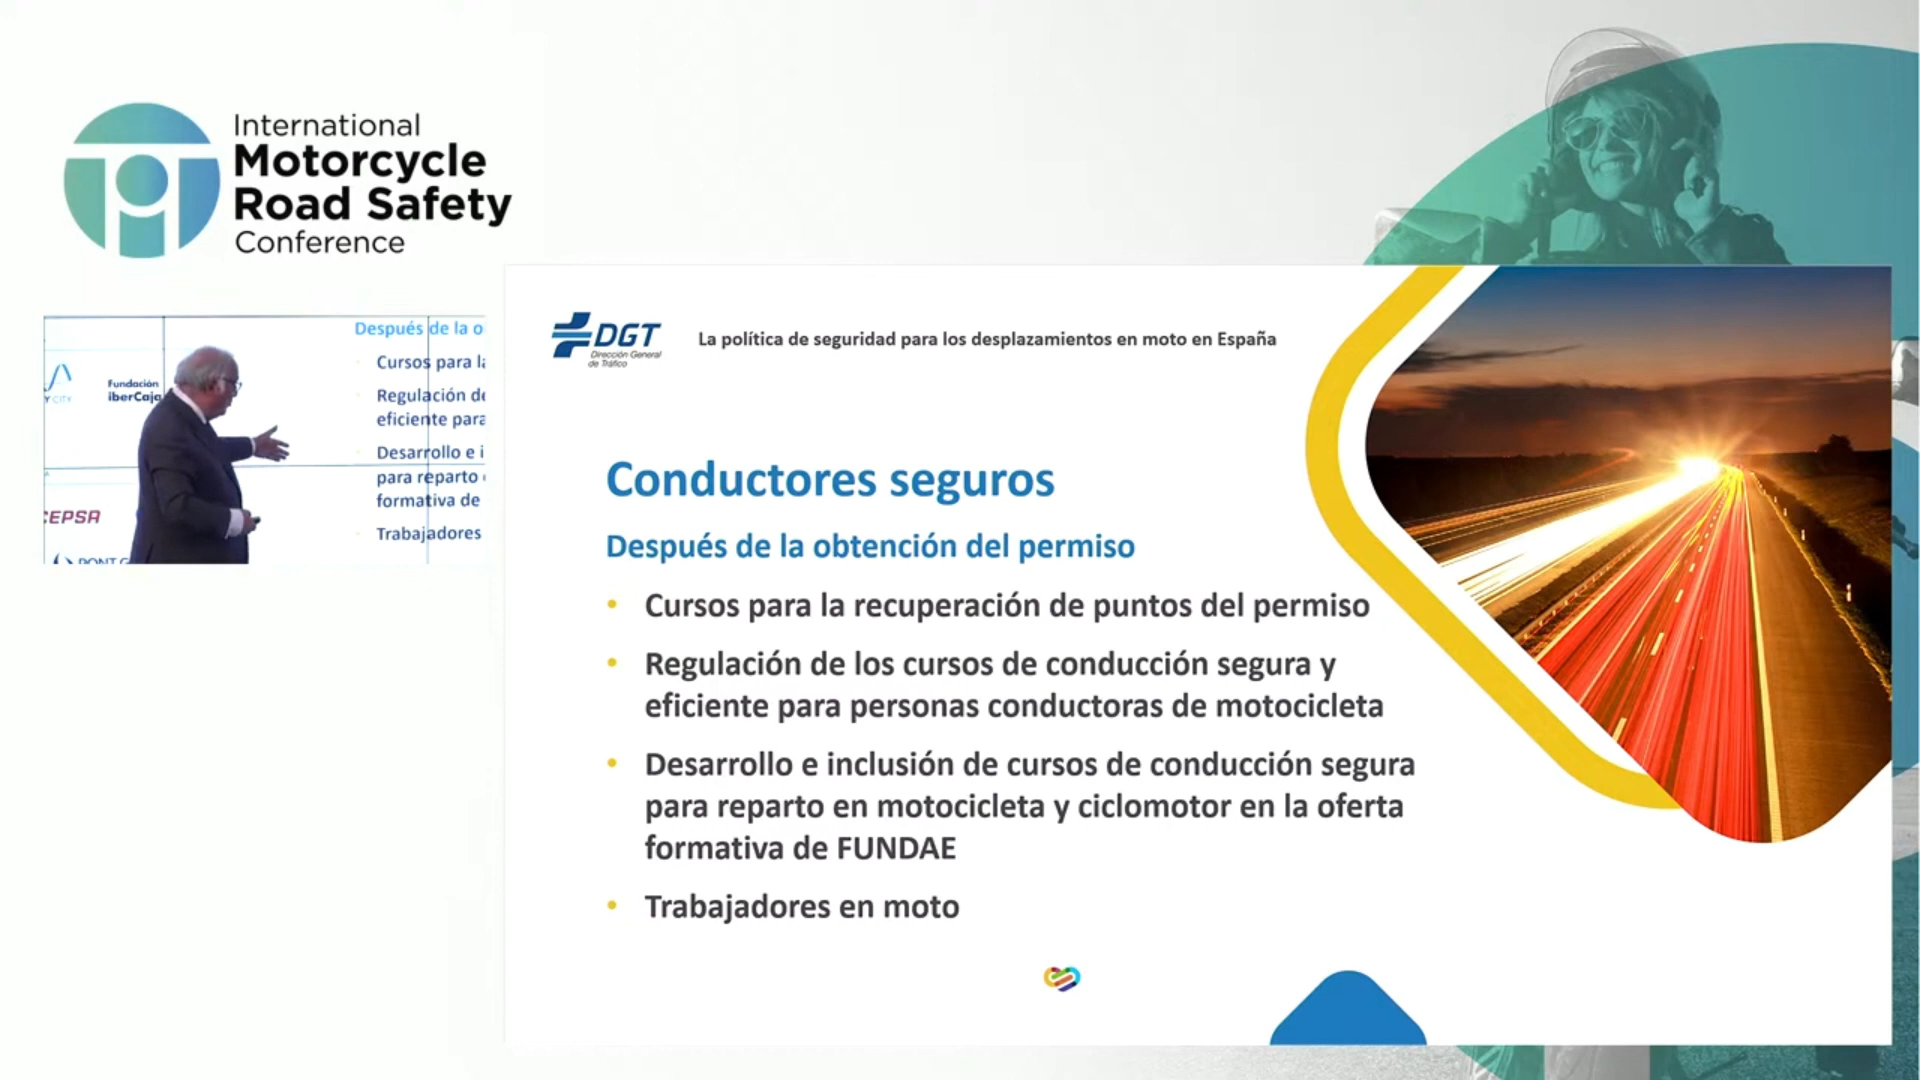 International
Motorcycle
Road Safety
Conference
Después de la o
Cursos para la
Regulación de
eficiente para
Desarrollo e i
para reparto
formativa de
Trabajadores
Y CITY
Fundación
iberCaja
CEPSA
PONT G
DGT
Dirección General
de Tráfico
La política de seguridad para los desplazamientos en moto en España
Conductores seguros
Después de la obtención del permiso
• Cursos para la recuperación de puntos del permiso
• Regulación de los cursos de conducción segura y
eficiente para personas conductoras de motocicleta
• Desarrollo e inclusión de cursos de conducción segura
para reparto en motocicleta y ciclomotor en la oferta
formativa de FUNDAE
• Trabajadores en moto